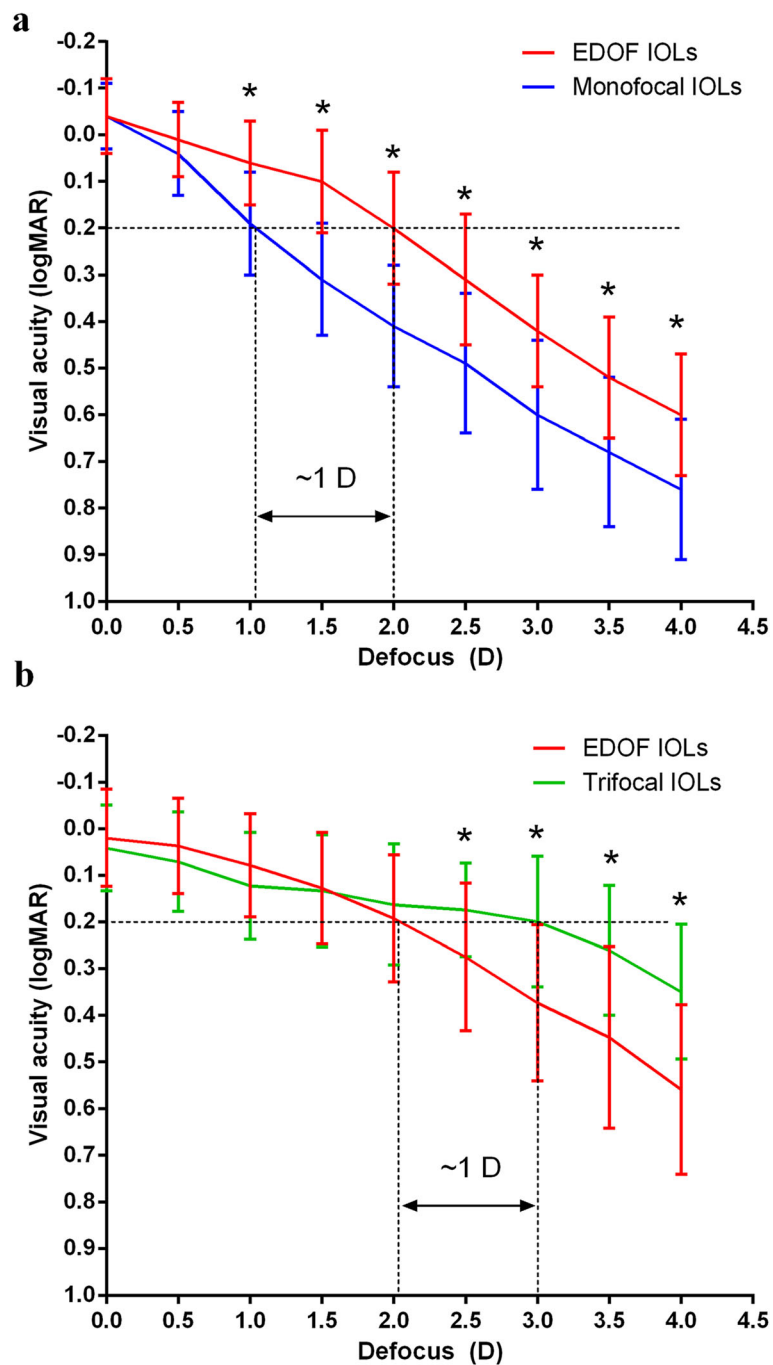 a
-0.2
-0.1
0.0
0.1
0.2
0.3
0.4
0.5
0.6
0.7
0.8
0.9
1.0
Visual acuity (logMAR)
EDOF IOLs
Monofocal IOLs
* * * * * * *
~1 D
0.0 0.5 1.0 1.5 2.0 2.5 3.0 3.5 4.0 4.5
Defocus (D)
b
-0.2
-0.1
0.0
0.1
0.2
0.3
0.4
0.5
0.6
0.7
0.8
0.9
1.0
Visual acuity (logMAR)
EDOF IOLs
Trifocal IOLs
* * * *
~1 D
0.0 0.5 1.0 1.5 2.0 2.5 3.0 3.5 4.0 4.5
Defocus (D)